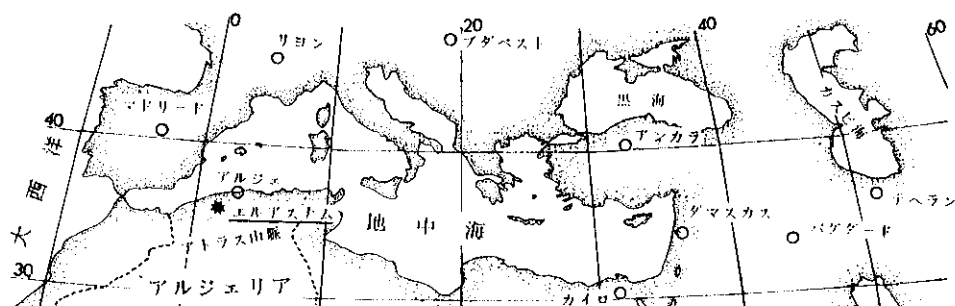 0
20
40
60
リヨン
ブダペスト
マドリード
黒海
カスピ海
40
アンカラ
大西洋
アルジェ
エルアスナム
テヘラン
地中海
ダマスカス
バグダード
アトラス山脈
30
アルジェリア
カイロ